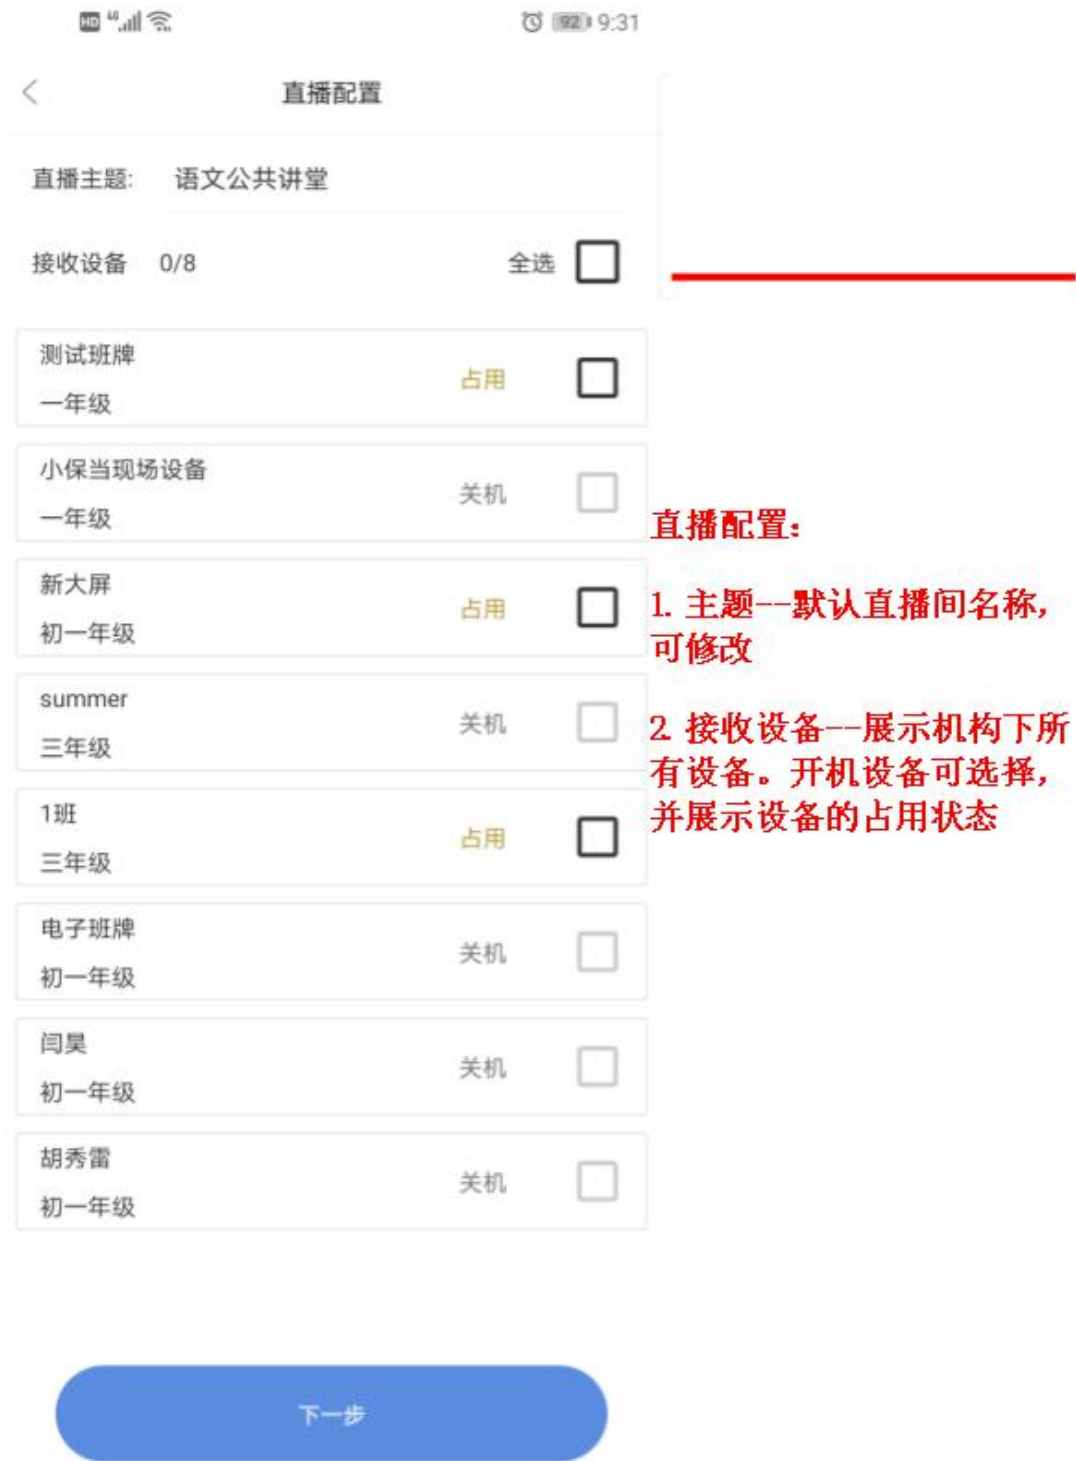 HD 46 92 9:31
直播配置
直播主题: 语文公共讲堂
接收设备 0/8 全选
测试班牌
占用
一年级
小保当现场设备
关机
一年级
新大屏
占用
初一年级
summer
关机
三年级
1班
占用
三年级
电子班牌
关机
初一年级
闫昊
关机
初一年级
胡秀雷
关机
初一年级
下一步
直播配置：
1. 主题--默认直播间名称，
可修改
2. 接收设备--展示机构下所
有设备。开机设备可选择，
并展示设备的占用状态